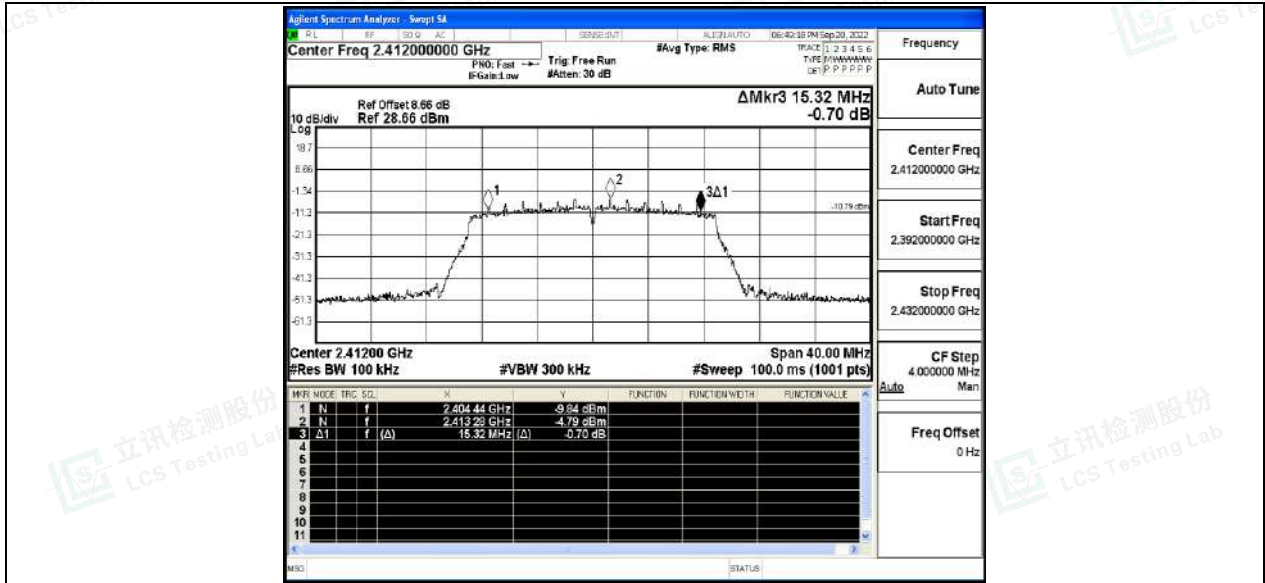 Agilent Spectrum Analyzer - Swept SA
RL RF 50 Ω AC SENSE:INT ALIGNAUTO 06:49:18 PM Sep 20, 2022
Center Freq 2.412000000 GHz
#Avg Type: RMS
TRACE 1 2 3 4 5 6
PNO: Fast
Trig: Free Run
IFGain:Low
#Atten: 30 dB
DET P P P P P P
ΔMkr3 15.32 MHz
-0.70 dB
Ref Offset 8.66 dB
10 dB/div Ref 28.66 dBm
Log
18.7
8.66
-1.34
-11.3
-21.3
-31.3
-41.3
-51.3
-61.3
1
2
3Δ1
-10.79 dBm
Center 2.41200 GHz
Span 40.00 MHz
#Res BW 100 kHz
#VBW 300 kHz
#Sweep 100.0 ms (1001 pts)
MKR MODE TRC SCL X Y FUNCTION FUNCTION WIDTH FUNCTION VALUE
1 N f 2.404 44 GHz -9.84 dBm
2 N f 2.413 28 GHz -4.79 dBm
3 Δ1 f (Δ) 15.32 MHz (Δ) -0.70 dB
4
5
6
7
8
9
10
11
MSG
STATUS
Frequency
Auto Tune
Center Freq
2.412000000 GHz
Start Freq
2.392000000 GHz
Stop Freq
2.432000000 GHz
CF Step
4.000000 MHz
Auto Man
Freq Offset
0 Hz
立讯检测股份
LCS Testing Lab
立讯检测股份
LCS Testing Lab